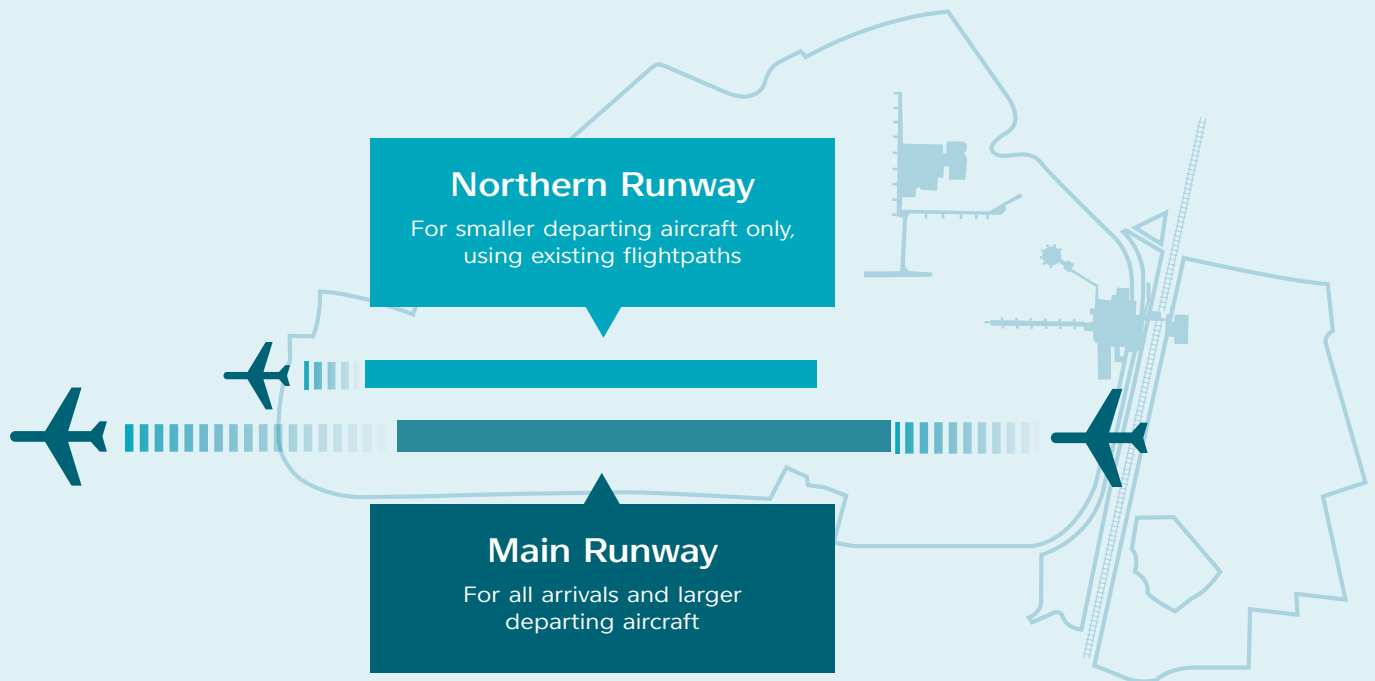 Northern Runway
For smaller departing aircraft only,
using existing flightpaths
Main Runway
For all arrivals and larger
departing aircraft